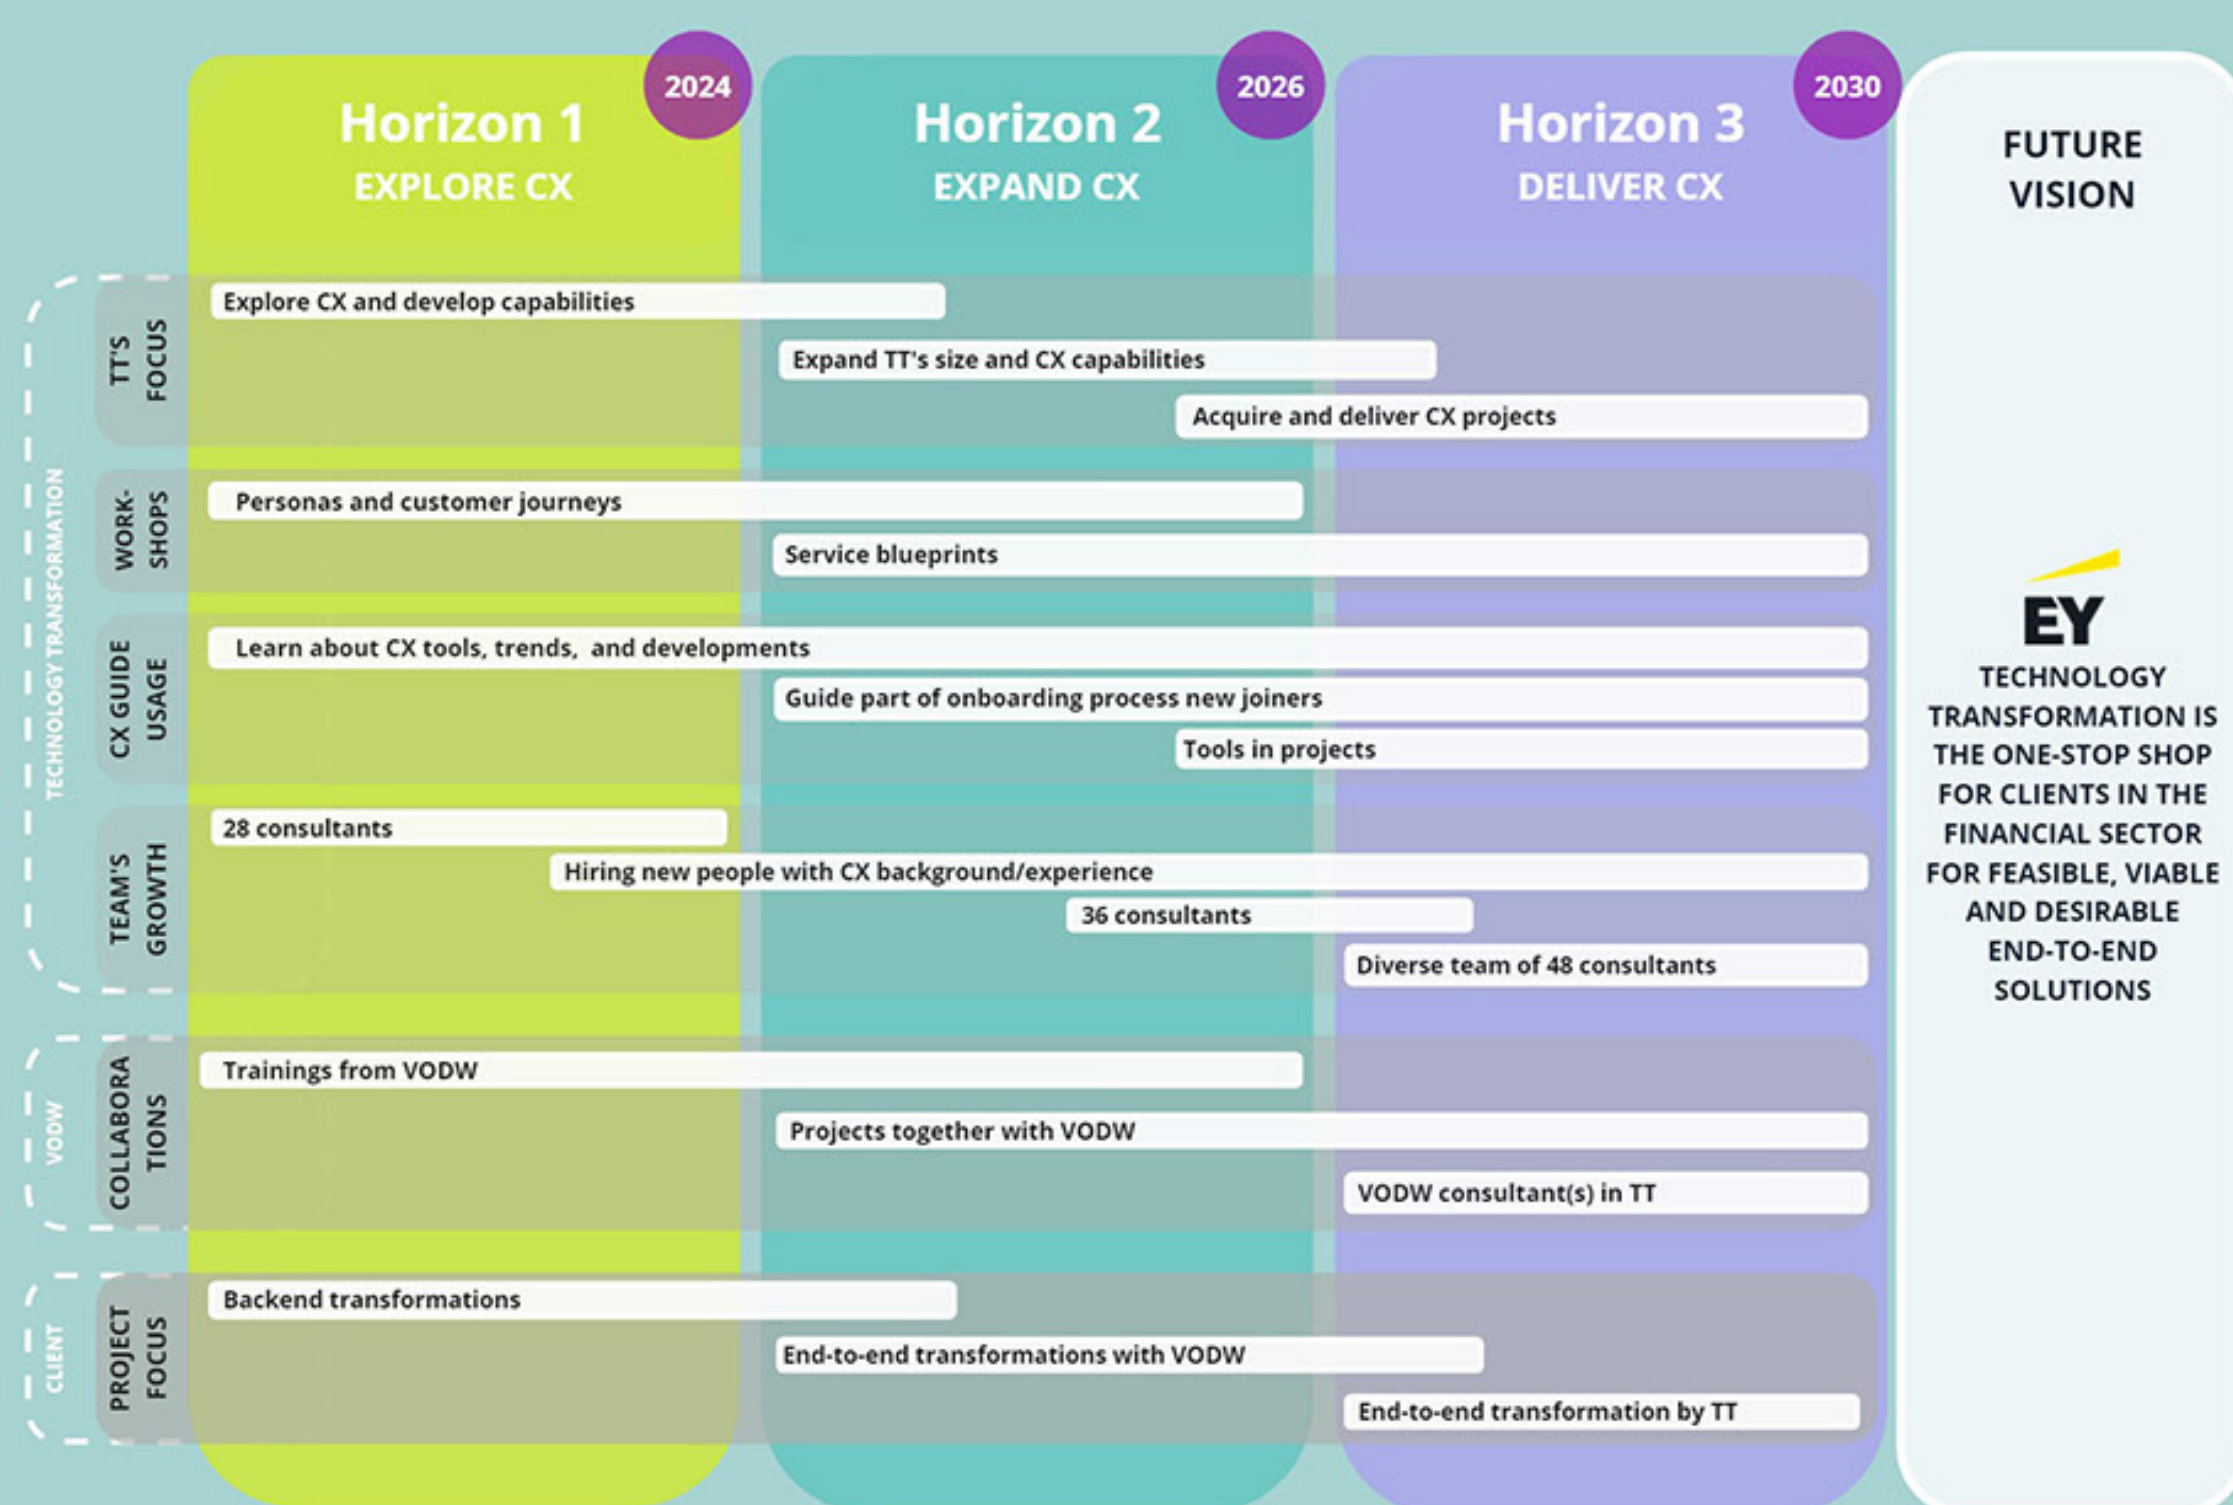 2024
Horizon 1
EXPLORE CX
2026
Horizon 2
EXPAND CX
2030
Horizon 3
DELIVER CX
FUTURE
VISION
TECHNOLOGY TRANSFORMATION
TT'S
FOCUS
Explore CX and develop capabilities
Expand TT's size and CX capabilities
Acquire and deliver CX projects
WORK-
SHOPS
Personas and customer journeys
Service blueprints
CX GUIDE
USAGE
Learn about CX tools, trends,  and developments
Guide part of onboarding process new joiners
Tools in projects
TEAM'S
GROWTH
28 consultants
Hiring new people with CX background/experience
36 consultants
Diverse team of 48 consultants
VODW
COLLABORA
TIONS
Trainings from VODW
Projects together with VODW
VODW consultant(s) in TT
CLIENT
PROJECT
FOCUS
Backend transformations
End-to-end transformations with VODW
End-to-end transformation by TT
EY
TECHNOLOGY
TRANSFORMATION IS
THE ONE-STOP SHOP
FOR CLIENTS IN THE
FINANCIAL SECTOR
FOR FEASIBLE, VIABLE
AND DESIRABLE
END-TO-END
SOLUTIONS